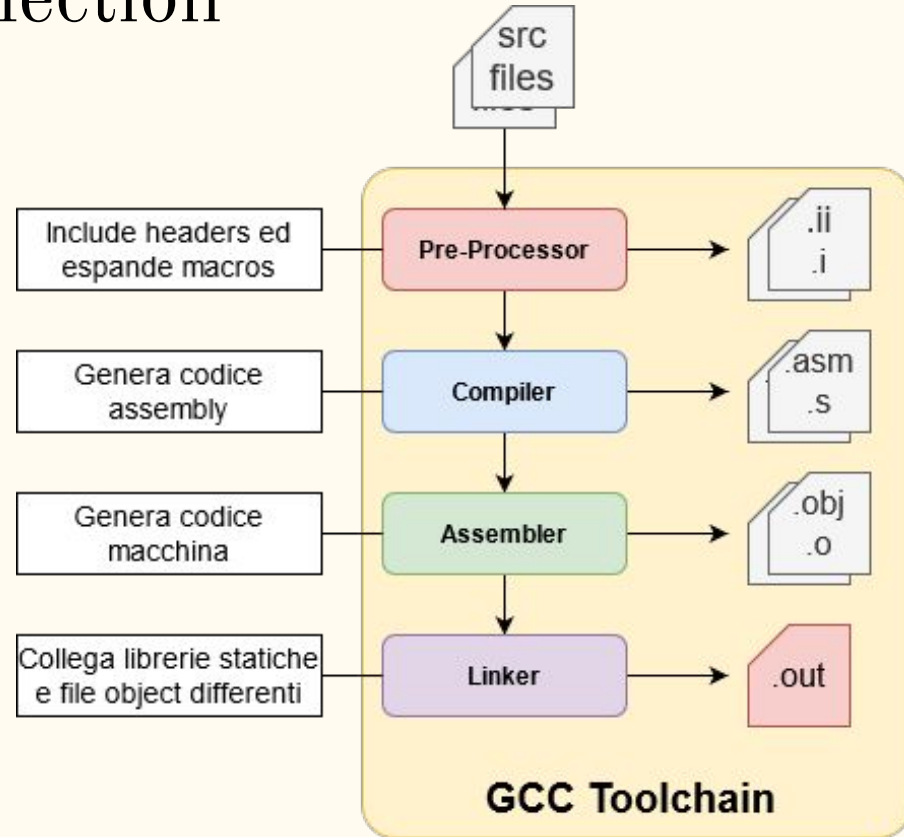 src
files
Include headers ed
espande macros
Pre-Processor
.ii
.i
Genera codice
assembly
Compiler
.asm
.s
Genera codice
macchina
Assembler
.obj
.o
Collega librerie statiche
e file object differenti
Linker
.out
GCC Toolchain